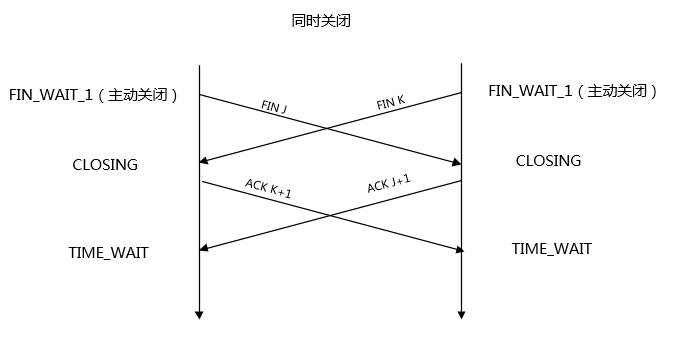 同时关闭
FIN_WAIT_1（主动关闭）
FIN J
FIN K
FIN_WAIT_1（主动关闭）
CLOSING
CLOSING
ACK K+1
ACK J+1
TIME_WAIT
TIME_WAIT